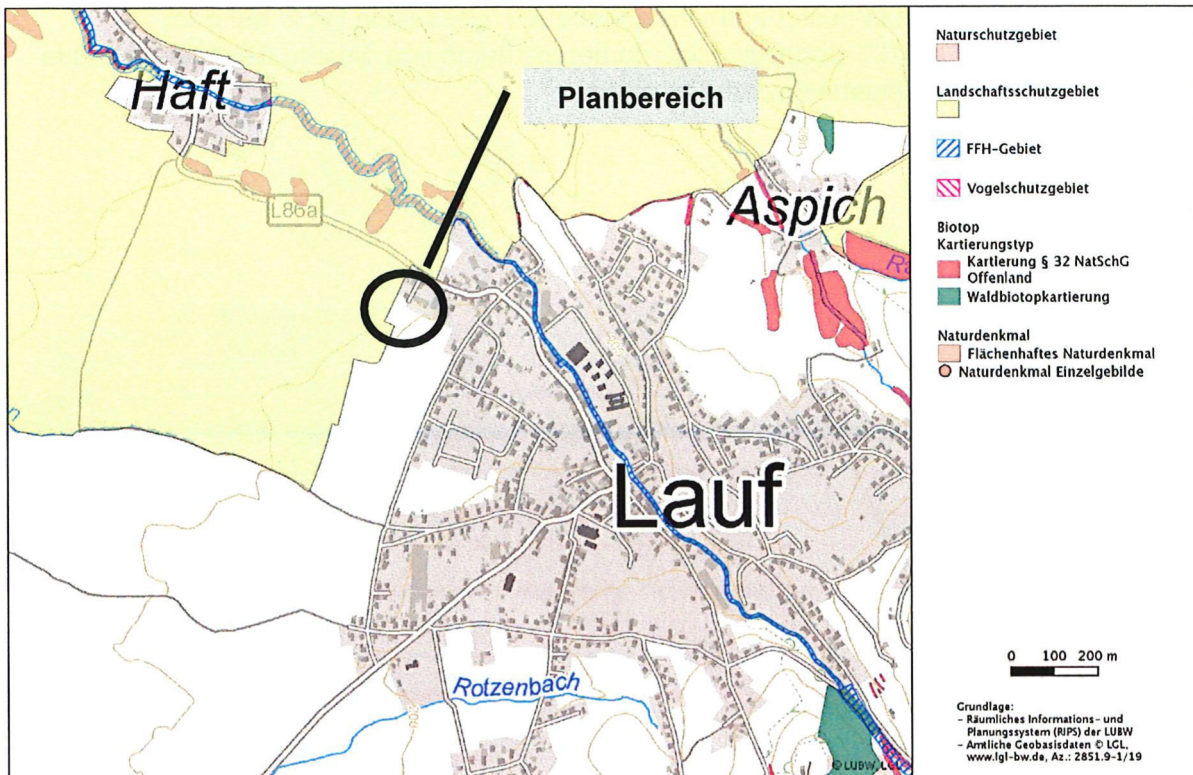 Haft
Planbereich
L86a
Aspich
Lauf
Rotzenbach
© LUBW, LGL
Naturschutzgebiet
Landschaftsschutzgebiet
FFH-Gebiet
Vogelschutzgebiet
Biotop
Kartierungstyp
Kartierung § 32 NatSchG
Offenland
Waldbiotopkartierung
Naturdenkmal
Flächenhaftes Naturdenkmal
Naturdenkmal Einzelgebilde
0 100 200 m
Grundlage:
- Räumliches Informations- und
Planungssystem (RIPS) der LUBW
- Amtliche Geobasisdaten © LGL,
www.lgl-bw.de, Az.: 2851.9-1/19